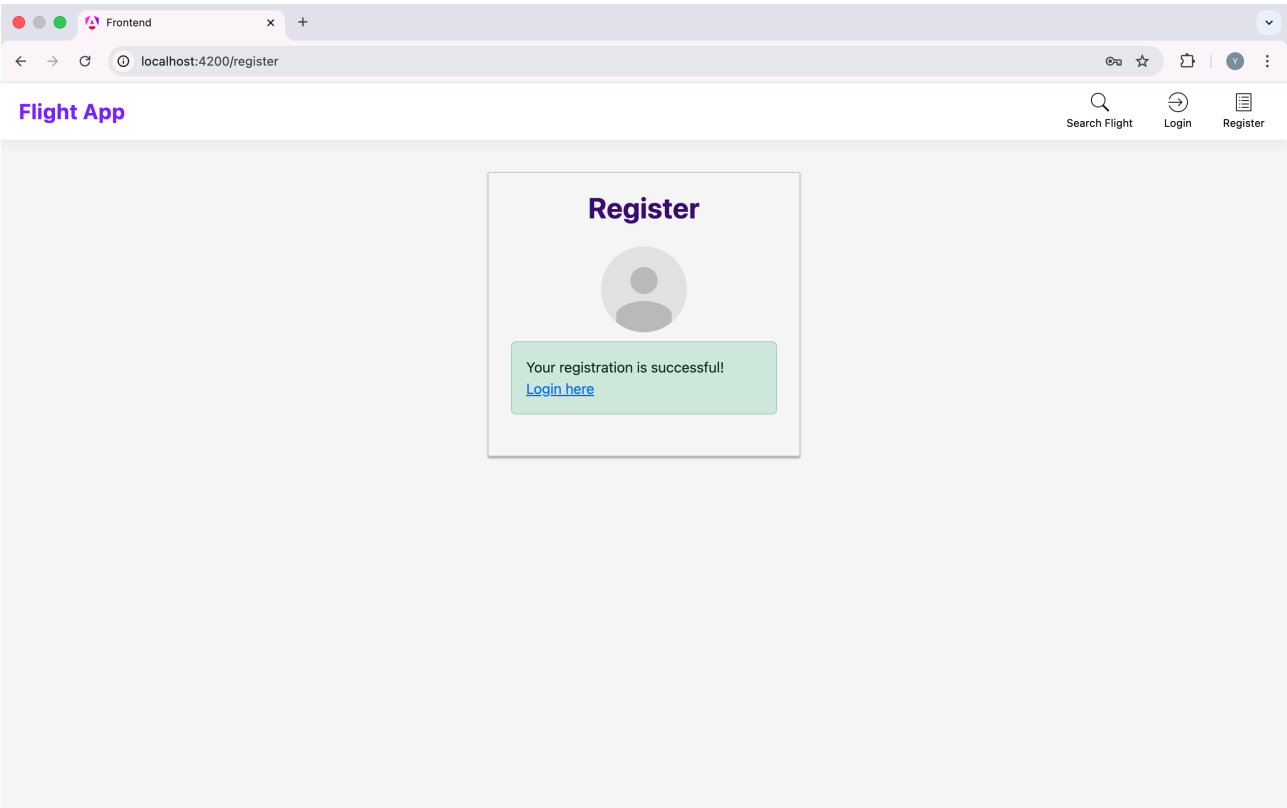 Frontend
localhost:4200/register
Y
Flight App
Search Flight
Login
Register
Register
Your registration is successful!
Login here